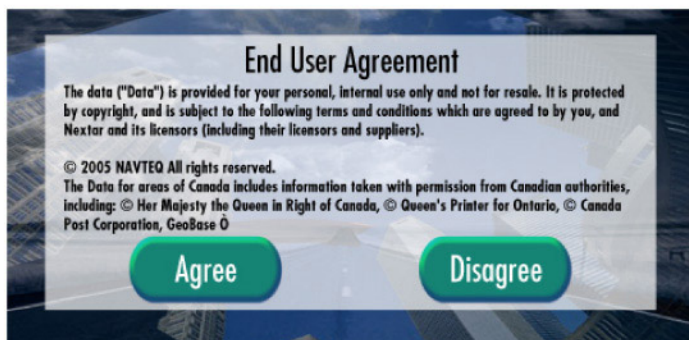 End User Agreement
The data ("Data") is provided for your personal, internal use only and not for resale. It is protected
by copyright, and is subject to the following terms and conditions which are agreed to by you, and
Nextar and its licensors (including their licensors and suppliers).
© 2005 NAVTEQ All rights reserved.
The Data for areas of Canada includes information taken with permission from Canadian authorities,
including: © Her Majesty the Queen in Right of Canada, © Queen's Printer for Ontario, © Canada
Post Corporation, GeoBase Ò
Agree Disagree